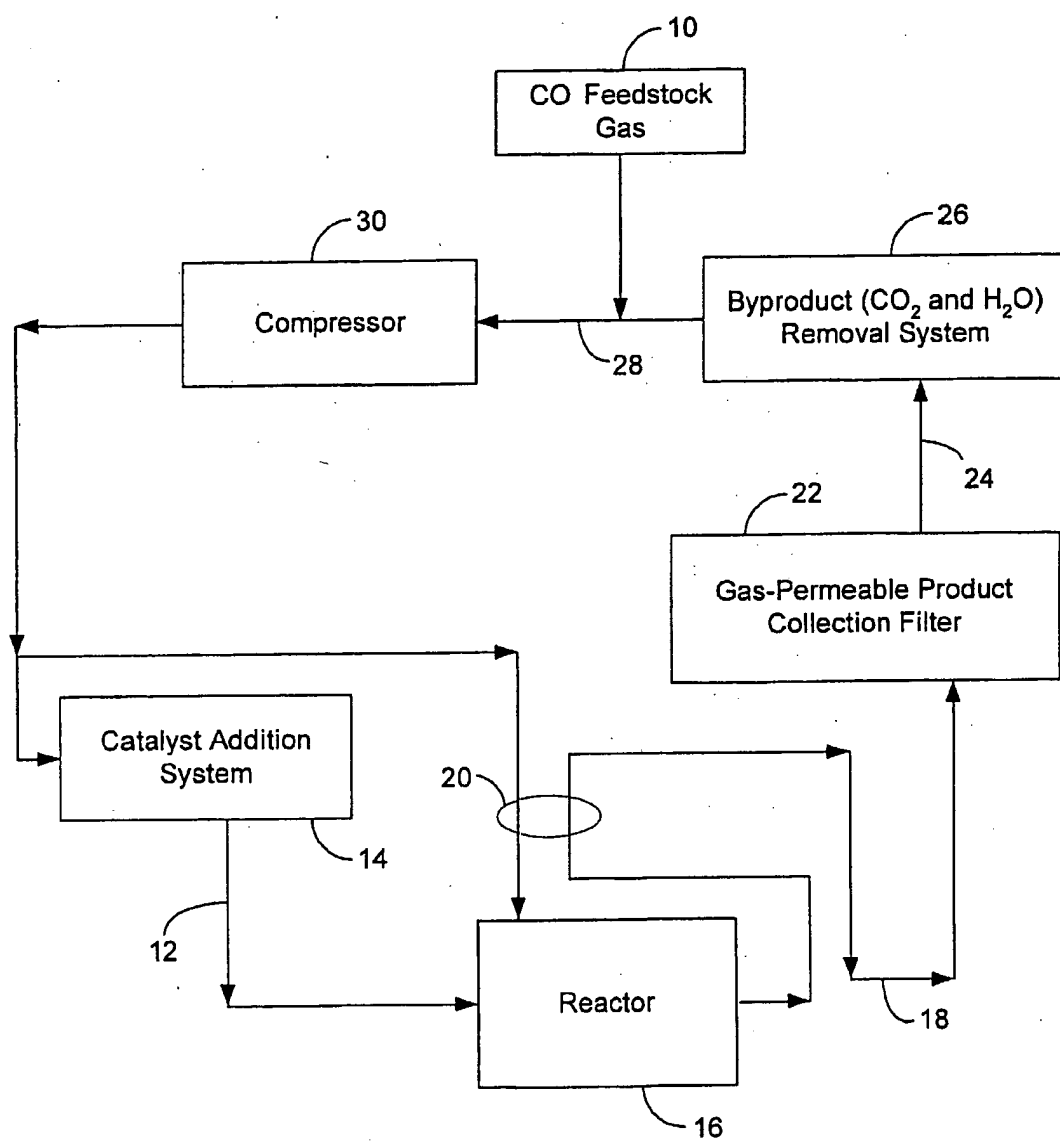 10
CO Feedstock
Gas
30
26
Compressor
Byproduct (CO₂ and H₂O)
Removal System
28
24
22
Gas-Permeable Product
Collection Filter
Catalyst Addition
System
20
14
12
Reactor
18
16